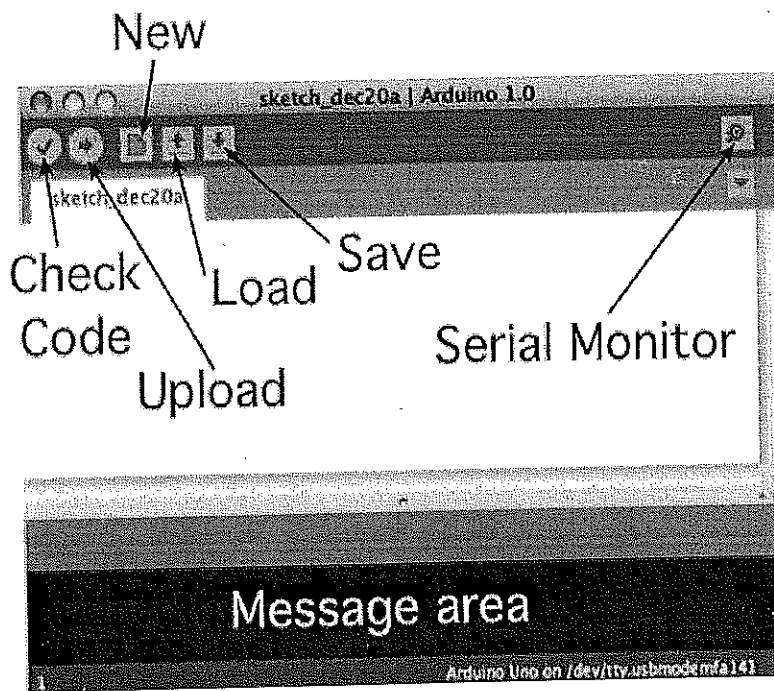 New
sketch_dec20a | Arduino 1.0
sketch_dec20a
Check
Code
Load
Save
Upload
Serial Monitor
Message area
1
Arduino Uno on /dev/tty.usbmodemfa141